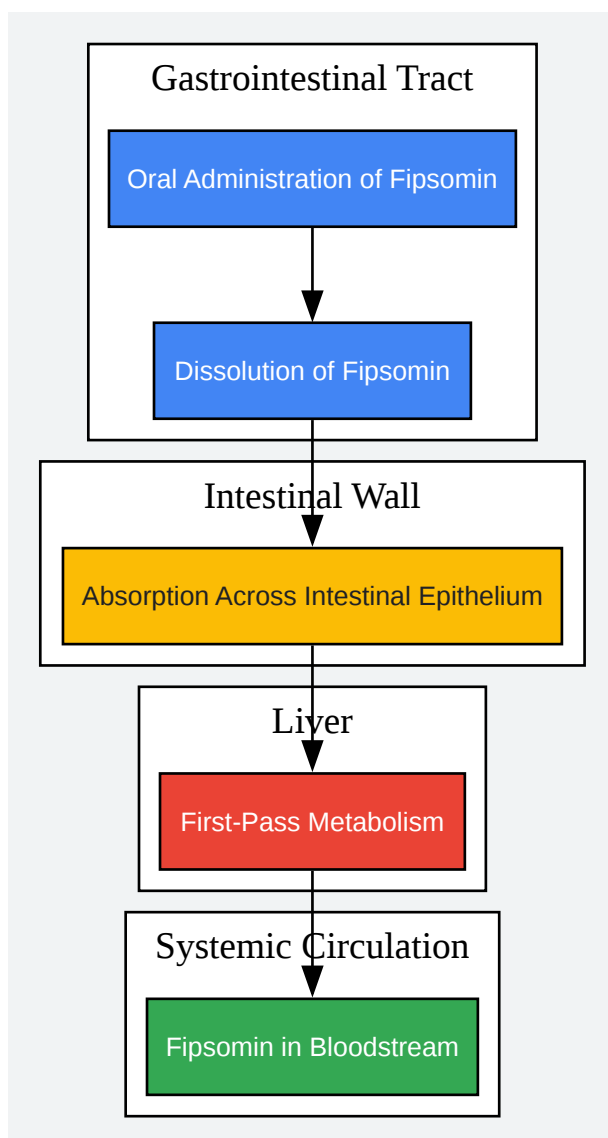 Gastrointestinal Tract
Oral Administration of Fipsomin
Dissolution of Fipsomin
Intestinal Wall
Absorption Across Intestinal Epithelium
Liver
First-Pass Metabolism
Systemic Circulation
Fipsomin in Bloodstream